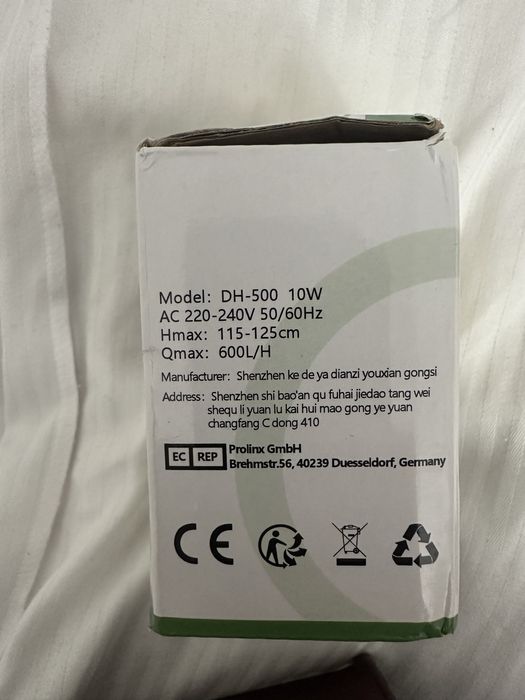 Model: DH-500 10W
AC 220-240V 50/60Hz
Hmax: 115-125cm
Qmax: 600L/H
Manufacturer: Shenzhen ke de ya dianzi youxian gongsi
Address: Shenzhen shi bao'an qu fuhai jiedao tang wei
shequ li yuan lu kai hui mao gong ye yuan
changfang C dong 410
EC REP
Prolinx GmbH
Brehmstr.56, 40239 Duesseldorf, Germany
CE